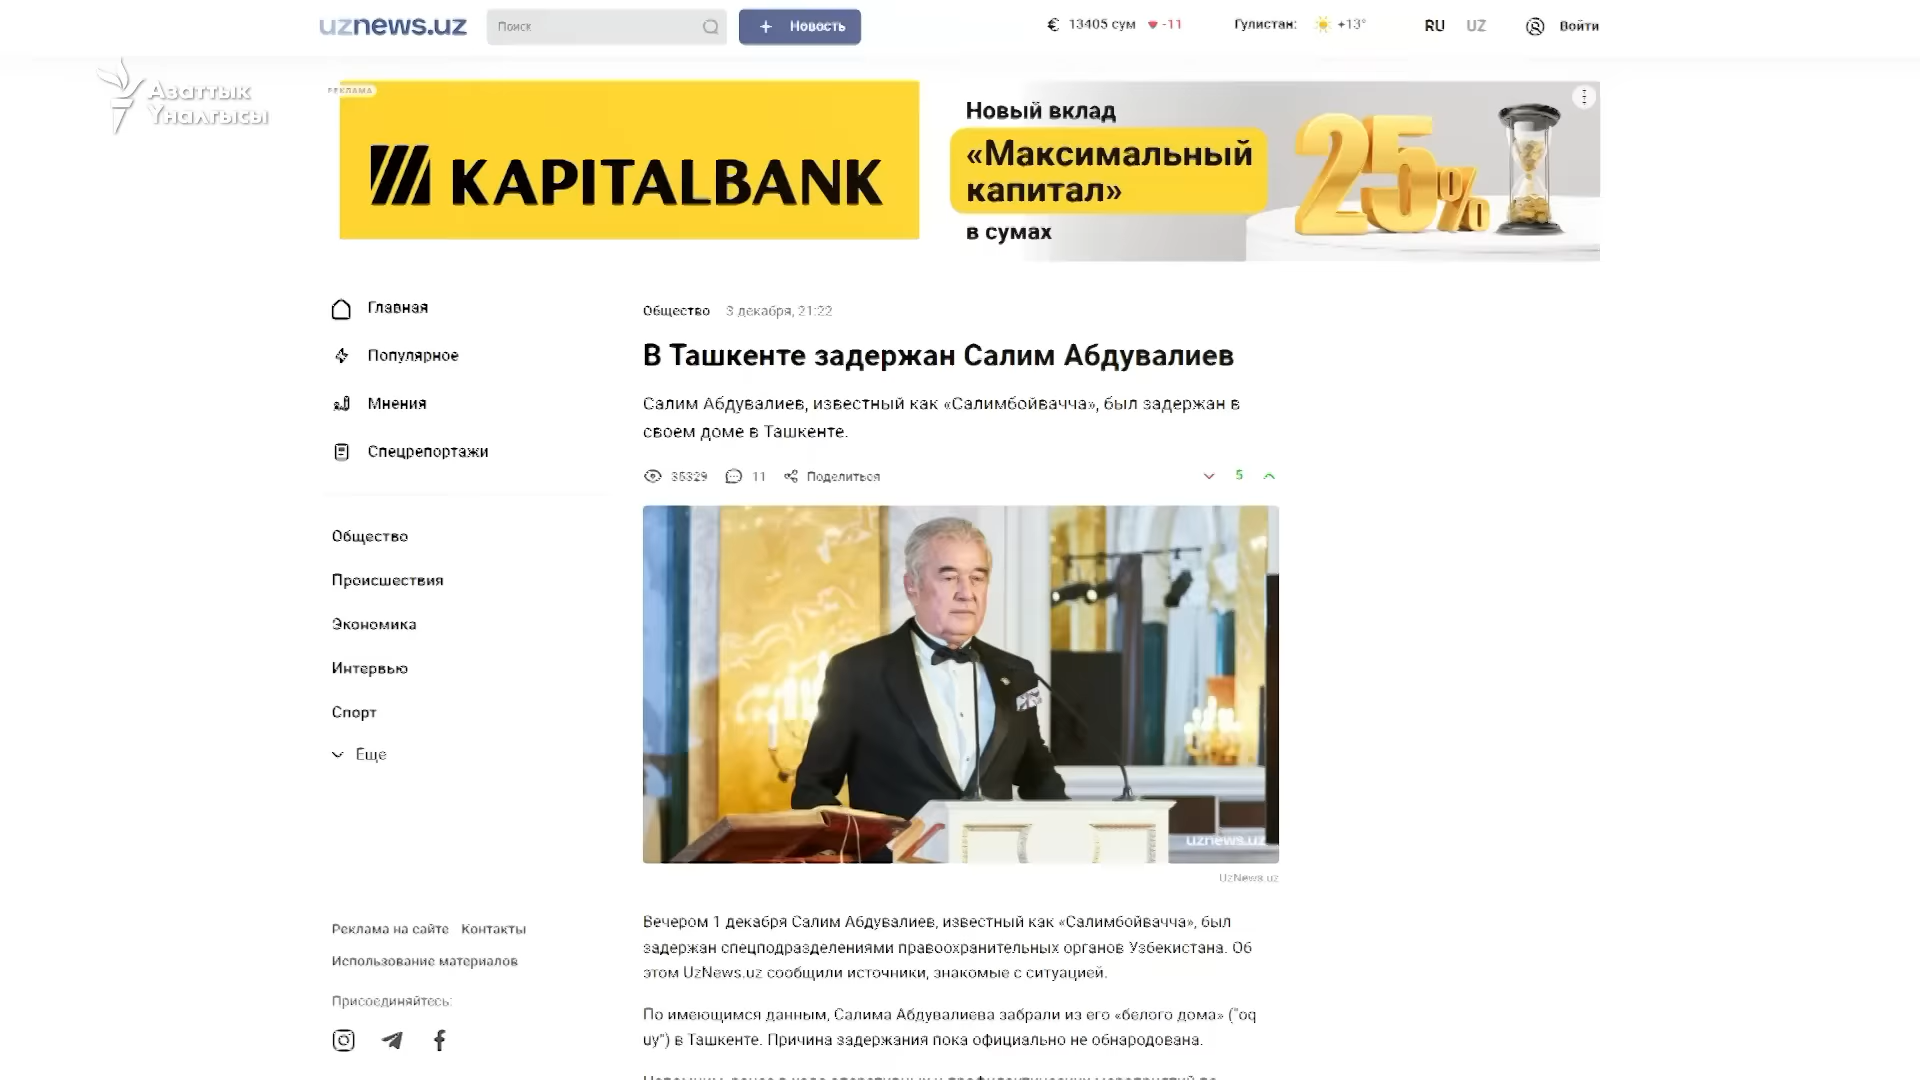 uznews.uz
Поиск
+ Новость
€ 13405 сум -11
Гулистан: +13°
RU UZ
Войти
Азаттык
Үналгысы
РЕКЛАМА
KAPITALBANK
Новый вклад
«Максимальный
капитал»
в сумах
25%
Главная
Популярное
Мнения
Спецрепортажи
Общество
Происшествия
Экономика
Интервью
Спорт
Еще
Реклама на сайте Контакты
Использование материалов
Присоединяйтесь:
Общество 3 декабря, 21:22
В Ташкенте задержан Салим Абдувалиев
Салим Абдувалиев, известный как «Салимбойвачча», был задержан в
своем доме в Ташкенте.
35329 11 Поделиться
5
uznews.uz
UzNews.uz
Вечером 1 декабря Салим Абдувалиев, известный как «Салимбойвачча», был
задержан спецподразделениями правоохранительных органов Узбекистана. Об
этом UzNews.uz сообщили источники, знакомые с ситуацией.
По имеющимся данным, Салима Абдувалиева забрали из его «белого дома» ("oq
uy") в Ташкенте. Причина задержания пока официально не обнародована.